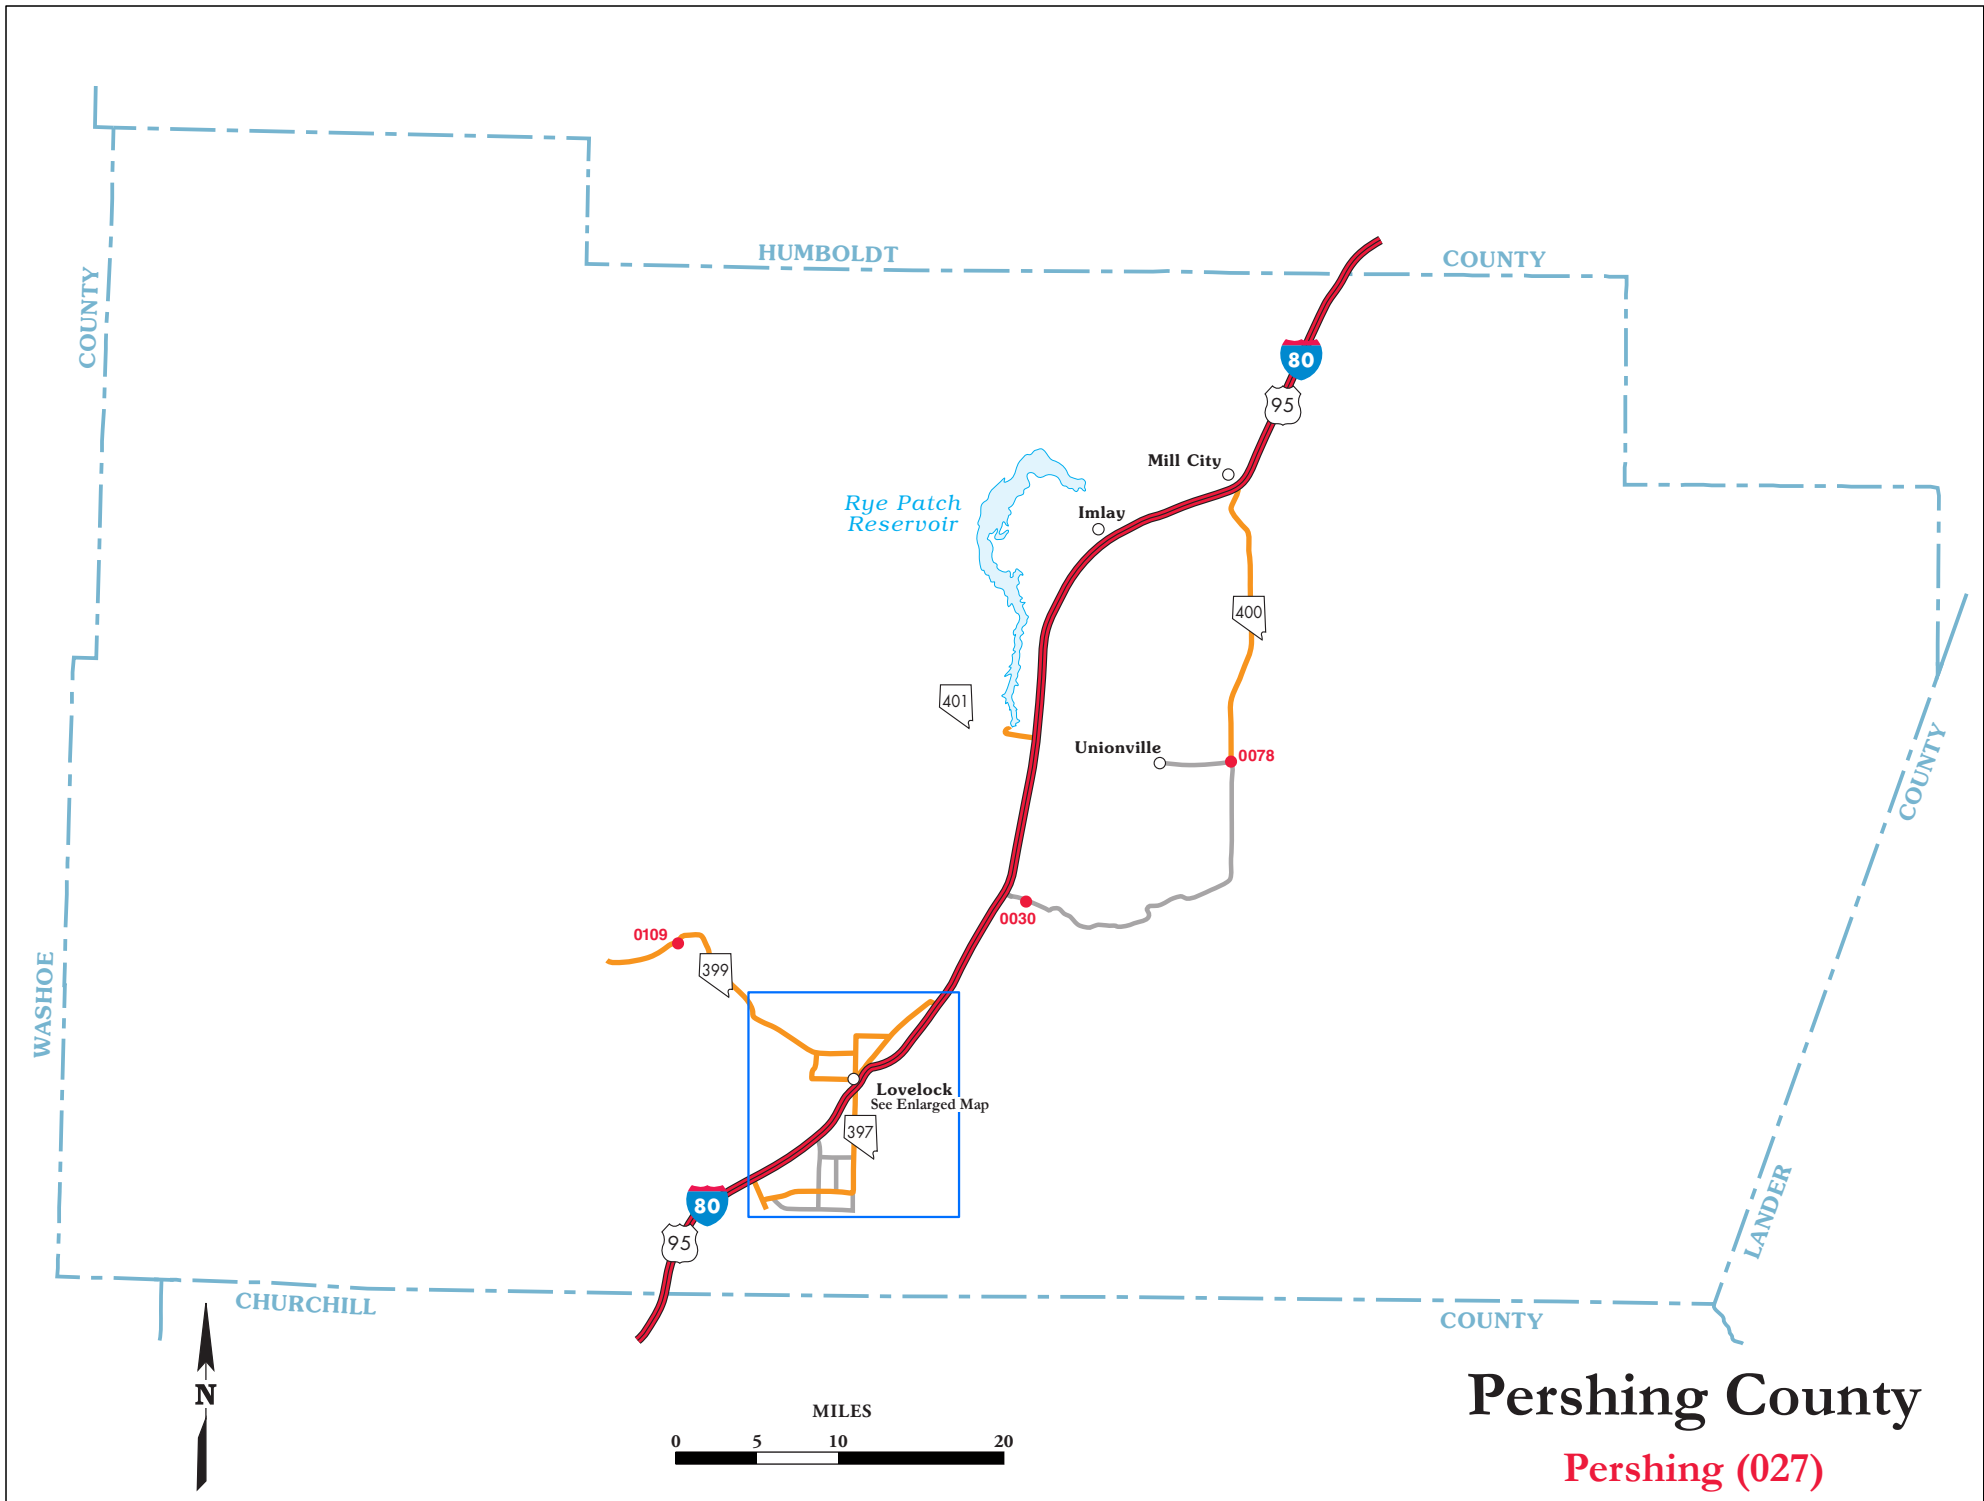 HUMBOLDT
COUNTY
COUNTY
80
95
Mill City
Rye Patch
Reservoir
Imlay
400
401
Unionville
0078
COUNTY
0030
0109
399
WASHOE
Lovelock
See Enlarged Map
397
80
95
LANDER
CHURCHILL
COUNTY
N
MILES
0 5 10 20
Pershing County
Pershing (027)